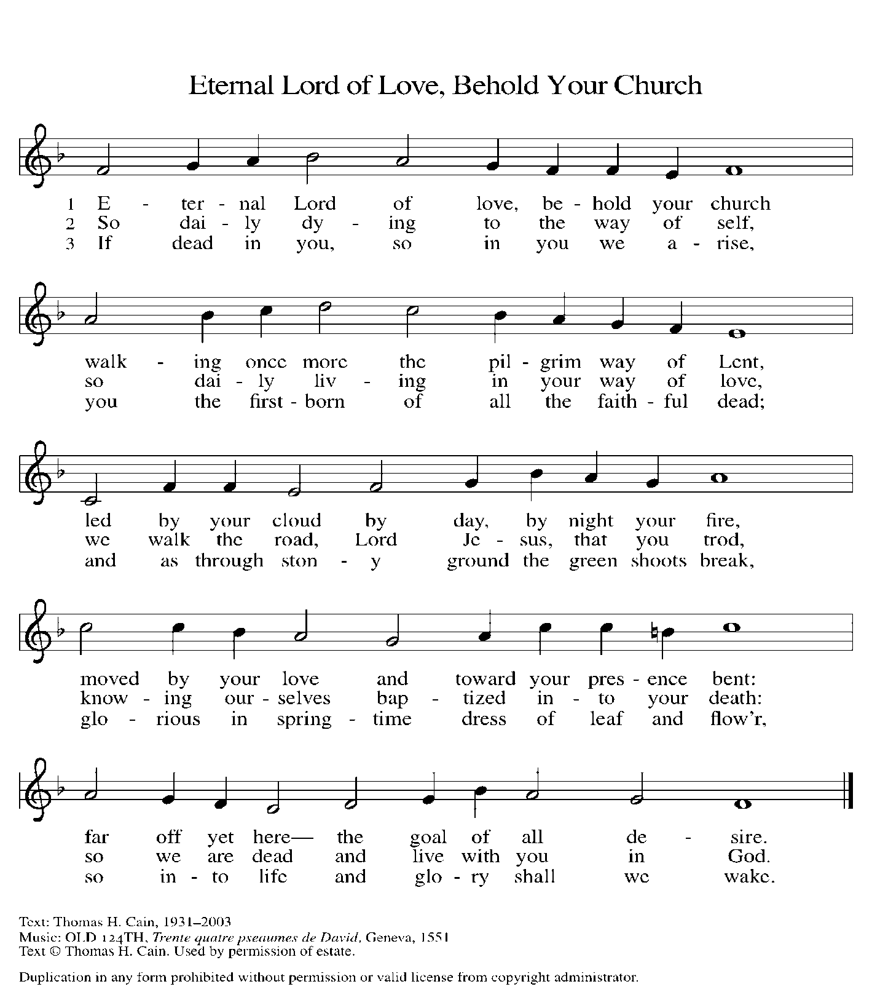 Eternal Lord of Love, Behold Your Church
1 E - ter - nal Lord of love, be - hold your church
2 So dai - ly dy - ing to the way of self,
3 If dead in you, so in you we a - rise,
walk - ing once more the pil - grim way of Lent,
so dai - ly liv - ing in your way of love,
you the first - born of all the faith - ful dead;
led by your cloud by day, by night your fire,
we walk the road, Lord Je - sus, that you trod,
and as through ston - y ground the green shoots break,
moved by your love and toward your pres - ence bent:
know - ing our - selves bap - tized in - to your death:
glo - rious in spring - time dress of leaf and flow'r,
far off yet here— the goal of all de - sire.
so we are dead and live with you in God.
so in - to life and glo - ry shall we wake.
Text: Thomas H. Cain, 1931–2003
Music: OLD 124TH, Trente quatre pseaumes de David, Geneva, 1551
Text © Thomas H. Cain. Used by permission of estate.
Duplication in any form prohibited without permission or valid license from copyright administrator.